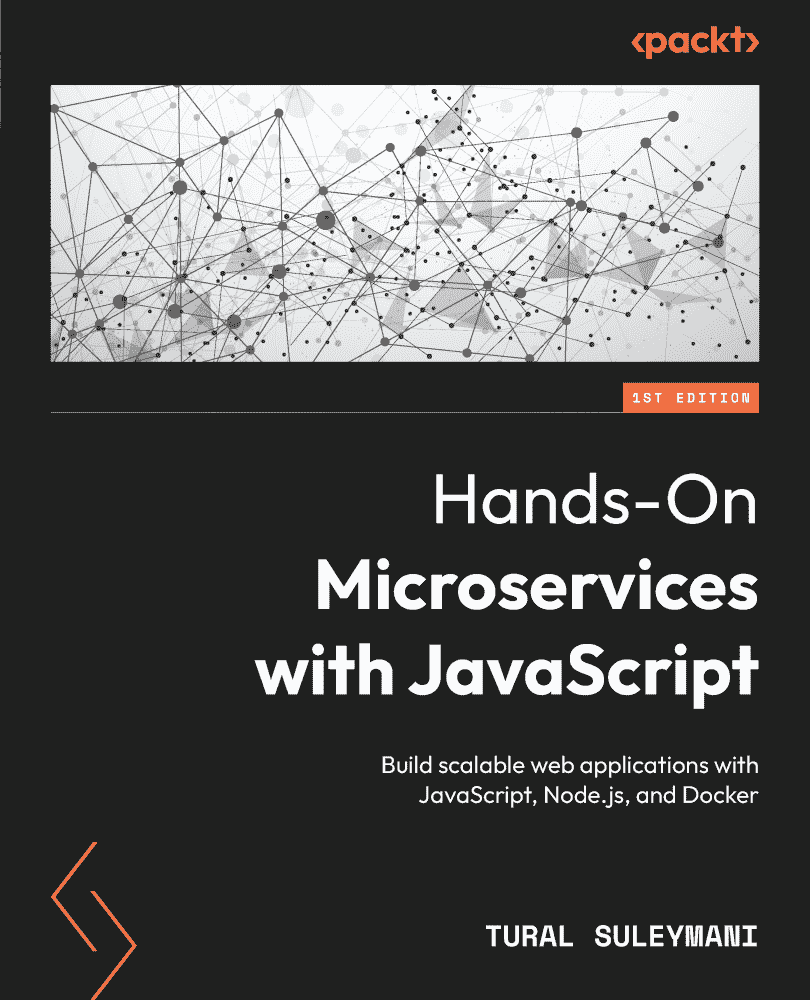 <packt>
1ST EDITION
Hands-On
Microservices
with JavaScript
Build scalable web applications with
JavaScript, Node.js, and Docker
TURAL SULEYMANI